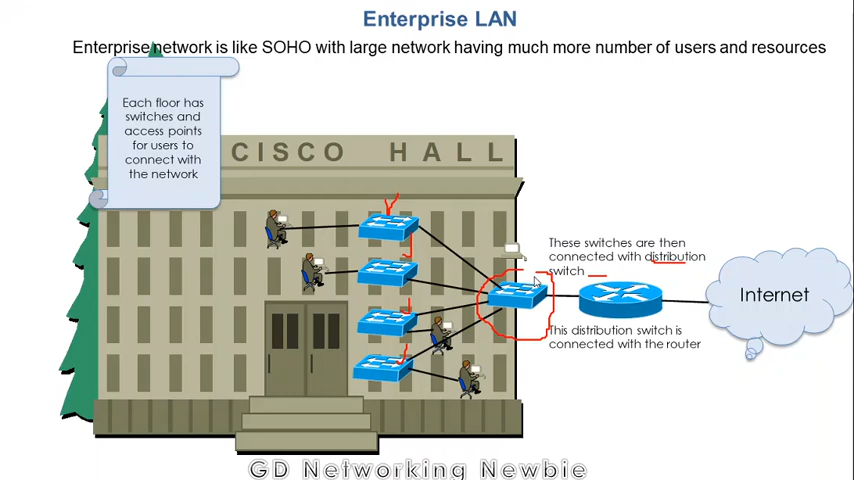 Enterprise LAN
Enterprise network is like SOHO with large network having much more number of users and resources
Each floor has
switches and
access points
for users to
connect with
the network
CISCO HALL
These switches are then
connected with distribution
switch
Internet
This distribution switch is
connected with the router
GD Networking Newbie